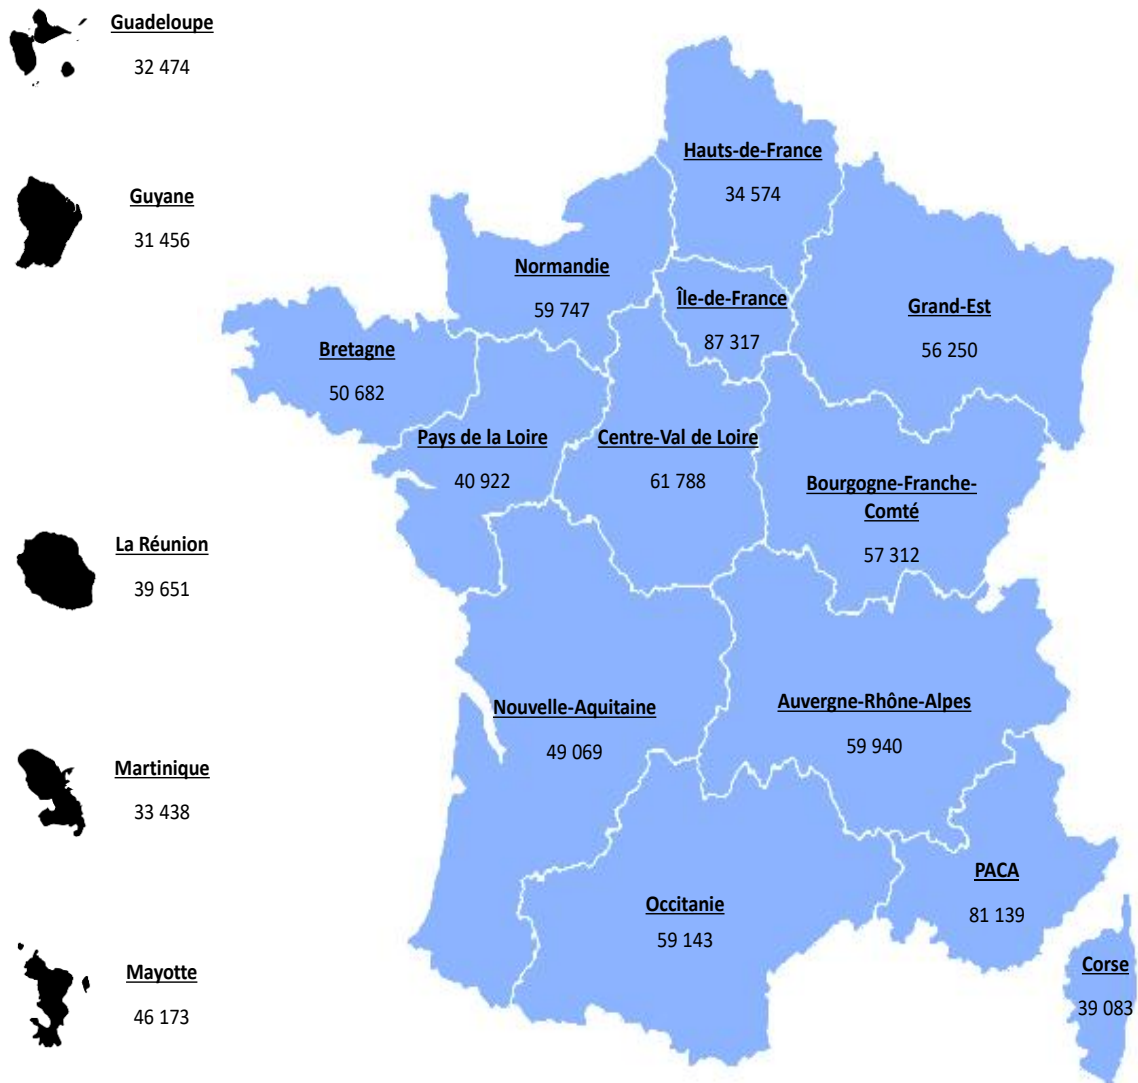 Guadeloupe
32 474
Guyane
31 456
La Réunion
39 651
Martinique
33 438
Mayotte
46 173
Hauts-de-France
34 574
Normandie
59 747
Île-de-France
87 317
Grand-Est
56 250
Bretagne
50 682
Pays de la Loire
40 922
Centre-Val de Loire
61 788
Bourgogne-Franche-
Comté
57 312
Nouvelle-Aquitaine
49 069
Auvergne-Rhône-Alpes
59 940
Occitanie
59 143
PACA
81 139
Corse
39 083